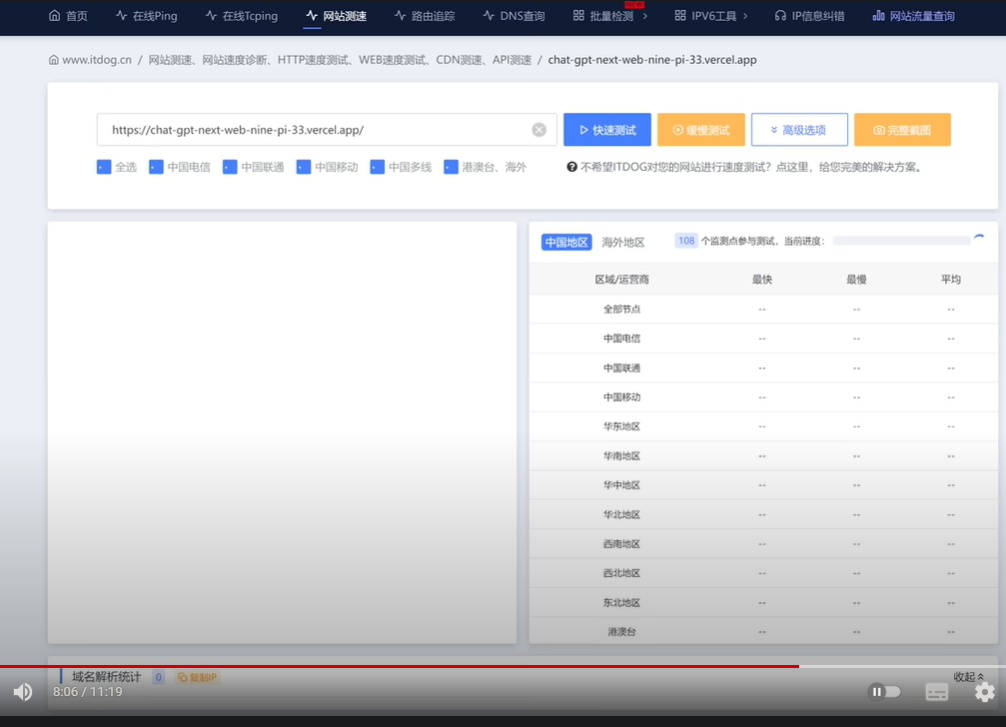 首页 在线Ping 在线Tcping 网站测速 路由追踪 DNS查询 批量检测 NEW IPV6工具 IP信息纠错 网站流量查询
www.itdog.cn / 网站测速、网站速度诊断、HTTP速度测试、WEB速度测试、CDN测速、API测速 / chat-gpt-next-web-nine-pi-33.vercel.app
https://chat-gpt-next-web-nine-pi-33.vercel.app/ 快速测试 缓慢测试 高级选项 完整截图
全选 中国电信 中国联通 中国移动 中国多线 港澳台、海外 不希望ITDOG对您的网站进行速度测试？点这里，给您完美的解决方案。
中国地区 海外地区 108 个监测点参与测试，当前进度：
区域/运营商 最快 最慢 平均
全部节点 -- -- --
中国电信 -- -- --
中国联通 -- -- --
中国移动 -- -- --
华东地区 -- -- --
华南地区 -- -- --
华中地区 -- -- --
华北地区 -- -- --
西南地区 -- -- --
西北地区 -- -- --
东北地区 -- -- --
港澳台 -- -- --
域名解析统计 0 复制IP 收起
8:06 / 11:19